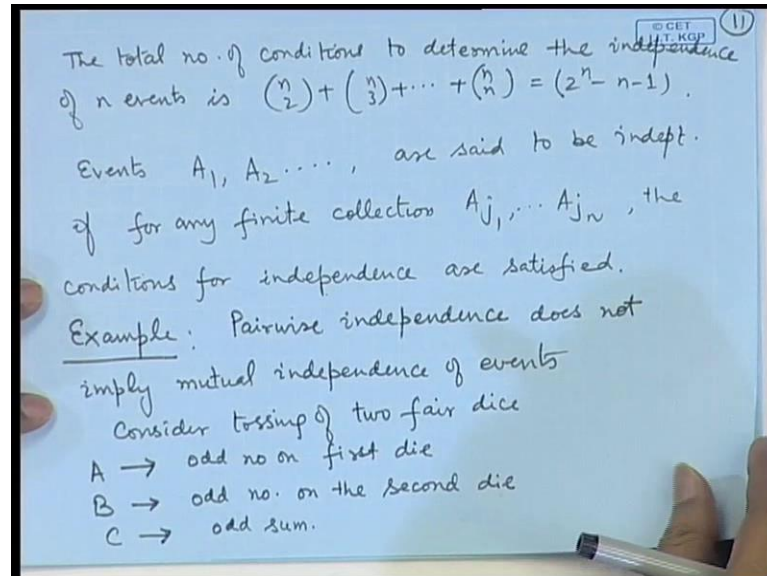 © CET
I.I.T. KGP
11
The total no. of conditions to determine the independence
of n events is (n 2) + (n 3) + ··· + (n n) = (2ⁿ - n - 1).
Events A₁, A₂ ····, are said to be indept.
if for any finite collection Aj₁, ... Ajₙ, the
conditions for independence are satisfied.
Example: Pairwise independence does not
imply mutual independence of events
Consider tossing of two fair dice
A → odd no on first die
B → odd no. on the second die
C → odd sum.